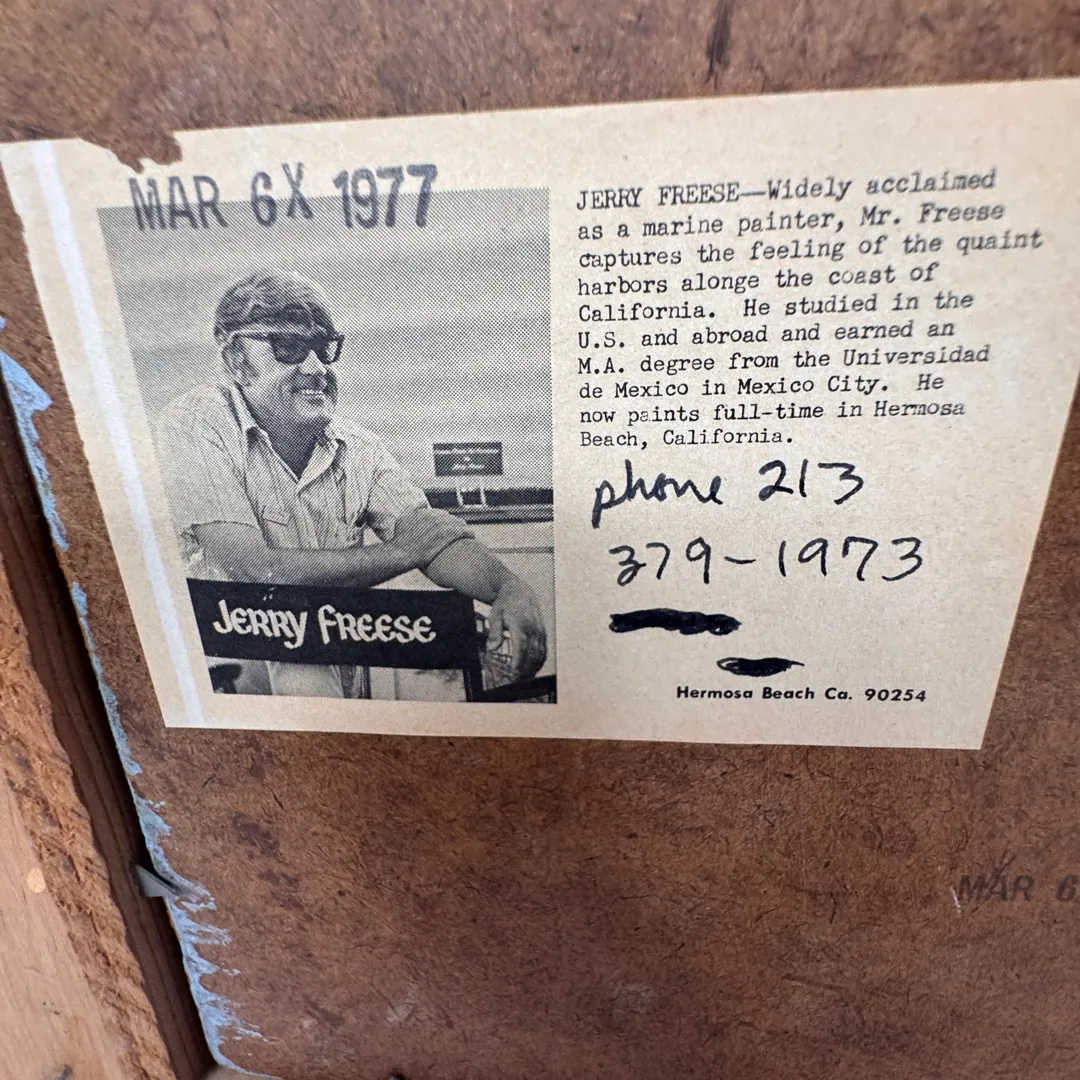 MAR 6X 1977
JERRY FREESE—Widely acclaimed
as a marine painter, Mr. Freese
captures the feeling of the quaint
harbors alonge the coast of
California. He studied in the
U.S. and abroad and earned an
M.A. degree from the Universidad
de Mexico in Mexico City. He
now paints full-time in Hermosa
Beach, California.
phone 213
379-1973
Hermosa Beach Ca. 90254
JERRY FREESE
MAR 6